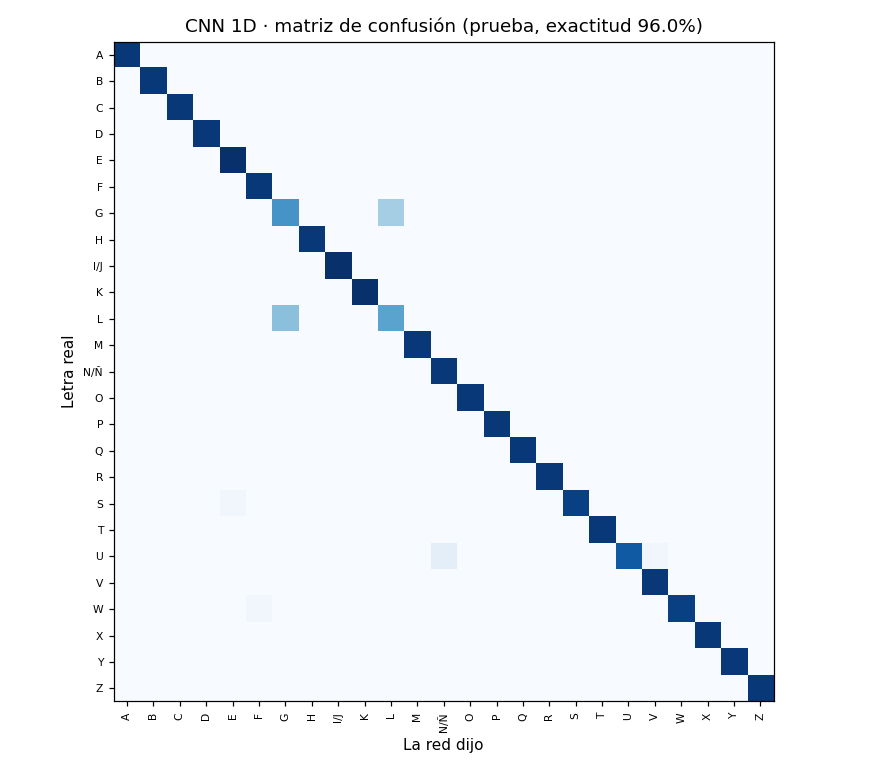 CNN 1D · matriz de confusión (prueba, exactitud 96.0%)
Letra real
A
B
C
D
E
F
G
H
I/J
K
L
M
N/Ñ
O
P
Q
R
S
T
U
V
W
X
Y
Z
A B C D E F G H I/J K L M N/Ñ O P Q R S T U V W X Y Z
La red dijo